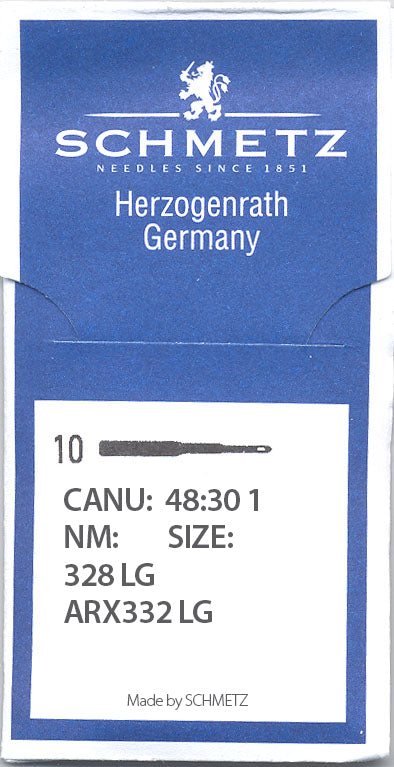 SCHMETZ
NEEDLES SINCE 1851
Herzogenrath
Germany
10
CANU: 48:30 1
NM: SIZE:
328 LG
ARX332 LG
Made by SCHMETZ